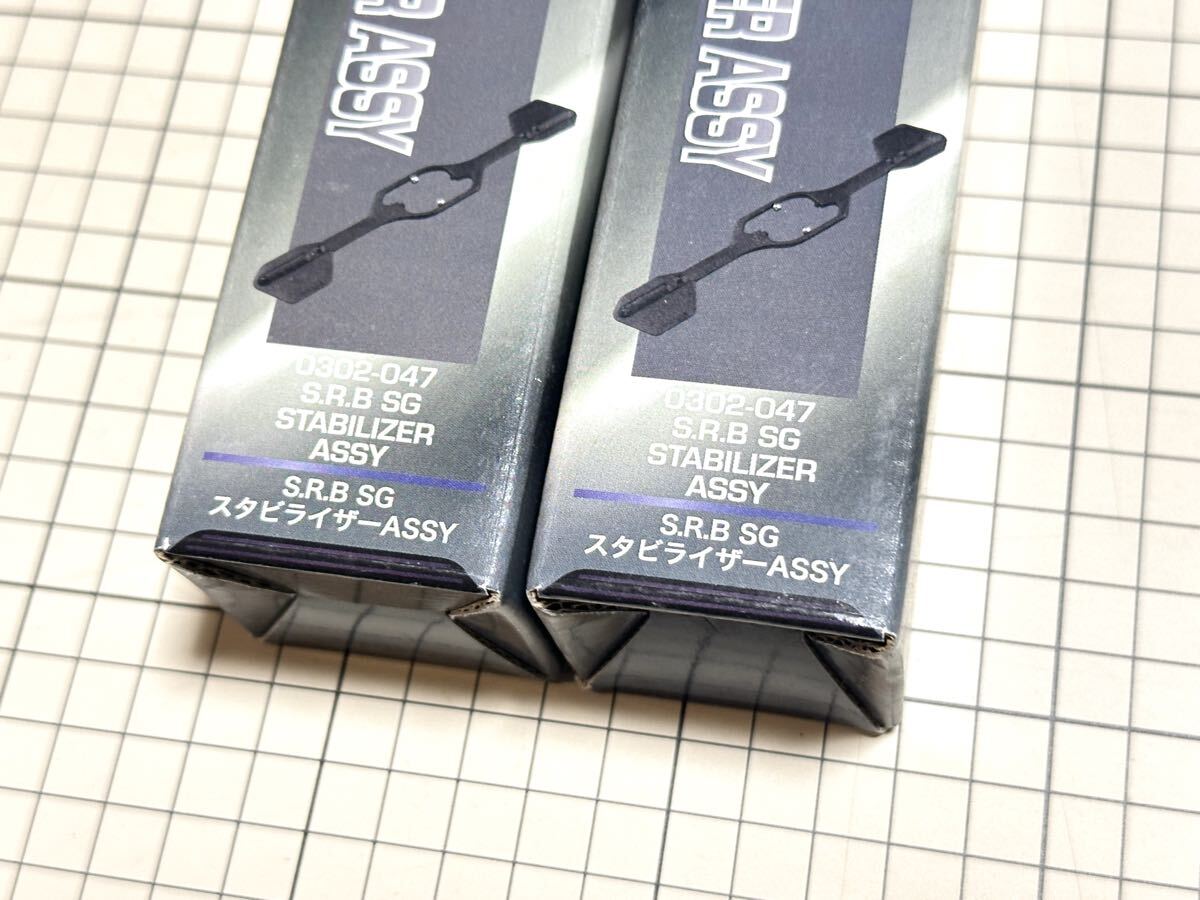 ASSY
0302-047
S.R.B SG
STABILIZER
ASSY
S.R.B SG
スタビライザーASSY
ER ASSY
0302-047
S.R.B SG
STABILIZER
ASSY
S.R.B SG
スタビライザーASSY